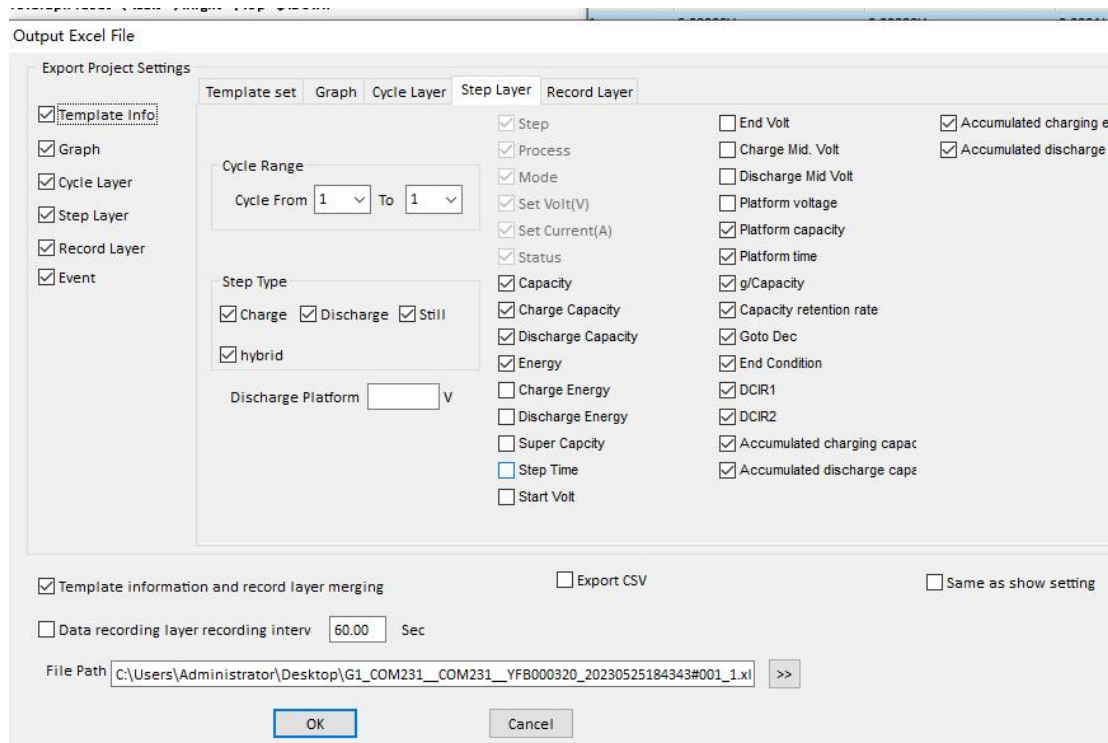 Output Excel File
Export Project Settings
Template Info
Graph
Cycle Layer
Step Layer
Record Layer
Event
Template set Graph Cycle Layer Step Layer Record Layer
Cycle Range
Cycle From 1 To 1
Step Type
Charge Discharge Still
hybrid
Discharge Platform V
Step
Process
Mode
Set Volt(V)
Set Current(A)
Status
Capacity
Charge Capacity
Discharge Capacity
Energy
Charge Energy
Discharge Energy
Super Capcity
Step Time
Start Volt
End Volt
Charge Mid. Volt
Discharge Mid Volt
Platform voltage
Platform capacity
Platform time
g/Capacity
Capacity retention rate
Goto Dec
End Condition
DCIR1
DCIR2
Accumulated charging capac
Accumulated discharge capa
Accumulated charging e
Accumulated discharge
Template information and record layer merging
Export CSV
Same as show setting
Data recording layer recording interv 60.00 Sec
File Path C:\Users\Administrator\Desktop\G1_COM231__COM231__YFB000320_20230525184343#001_1.xl >>
OK Cancel